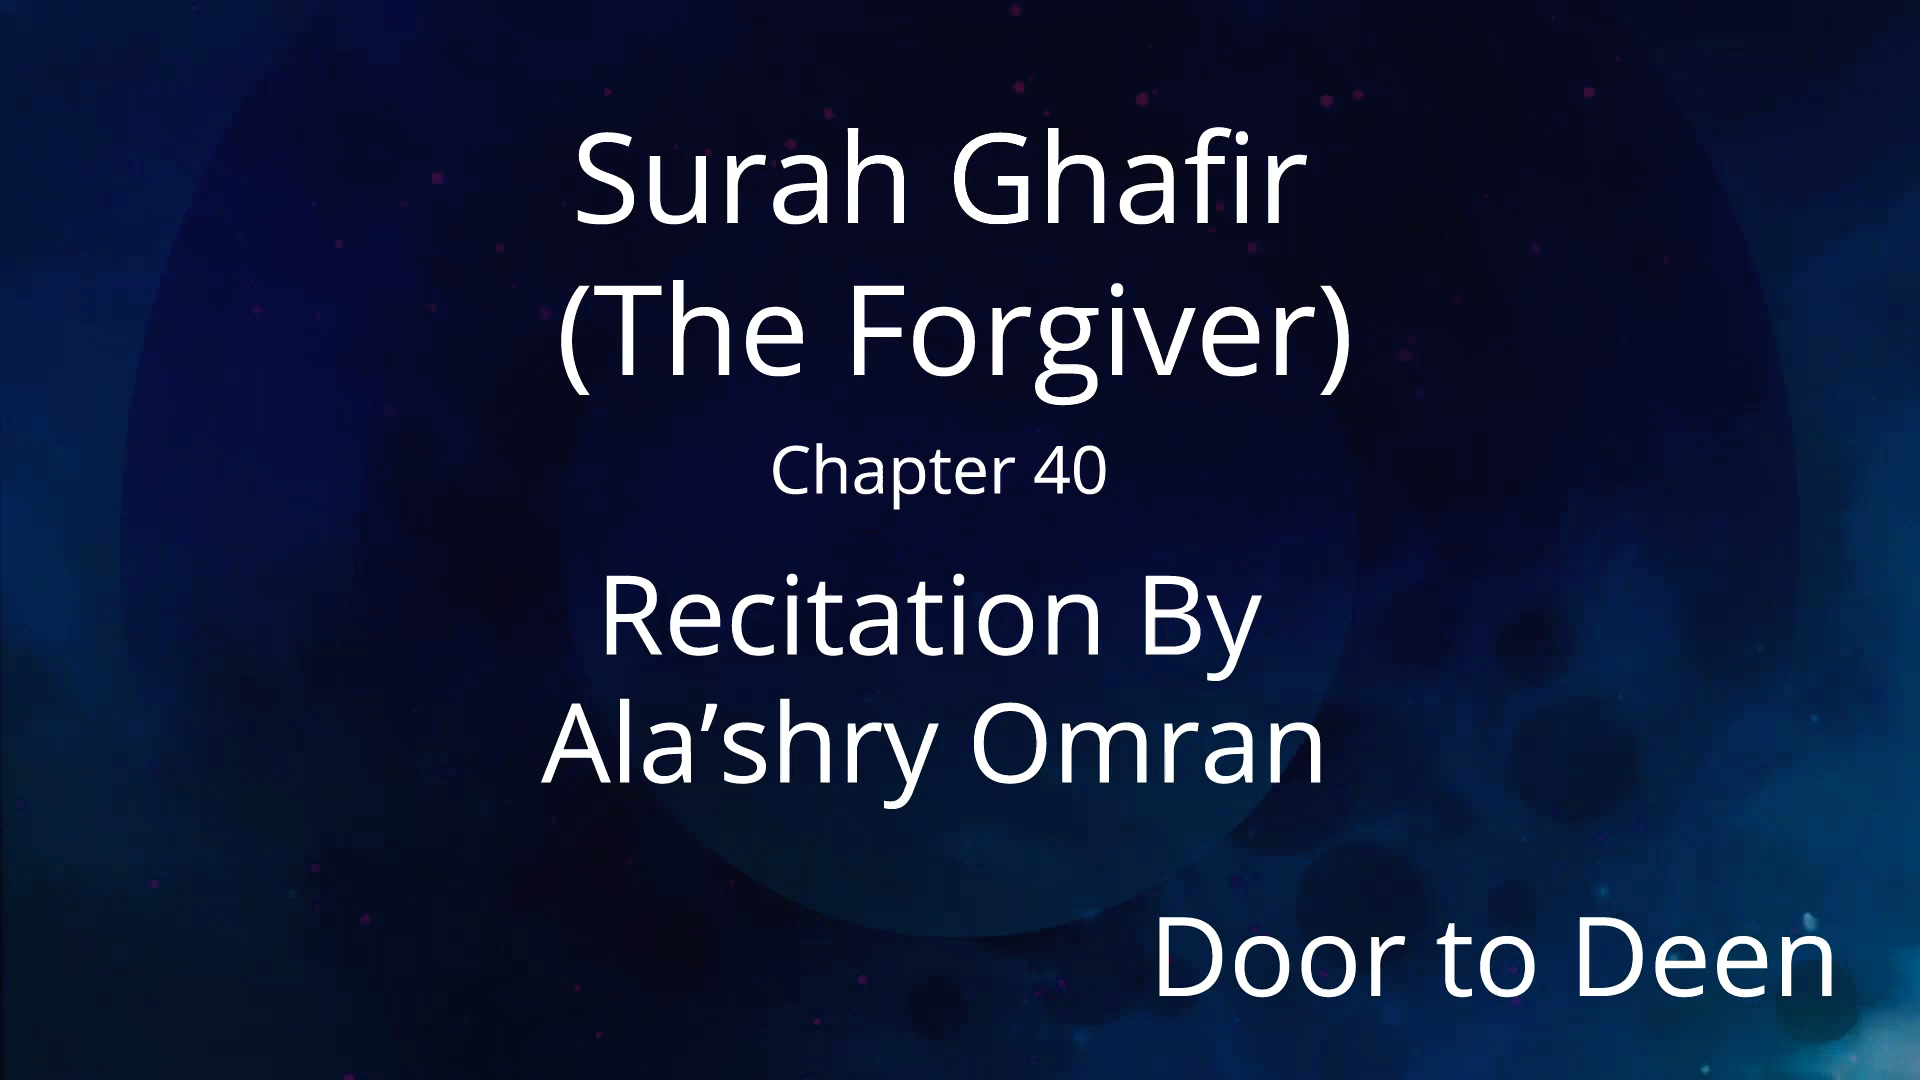 Surah Ghafir
(The Forgiver)
Chapter 40
Recitation By
Ala’shry Omran
Door to Deen